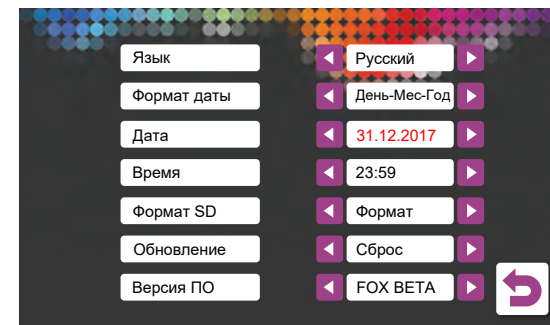 Язык Русский
Формат даты День-Мес-Год
Дата 31.12.2017
Время 23:59
Формат SD Формат
Обновление Сброс
Версия ПО FOX BETA